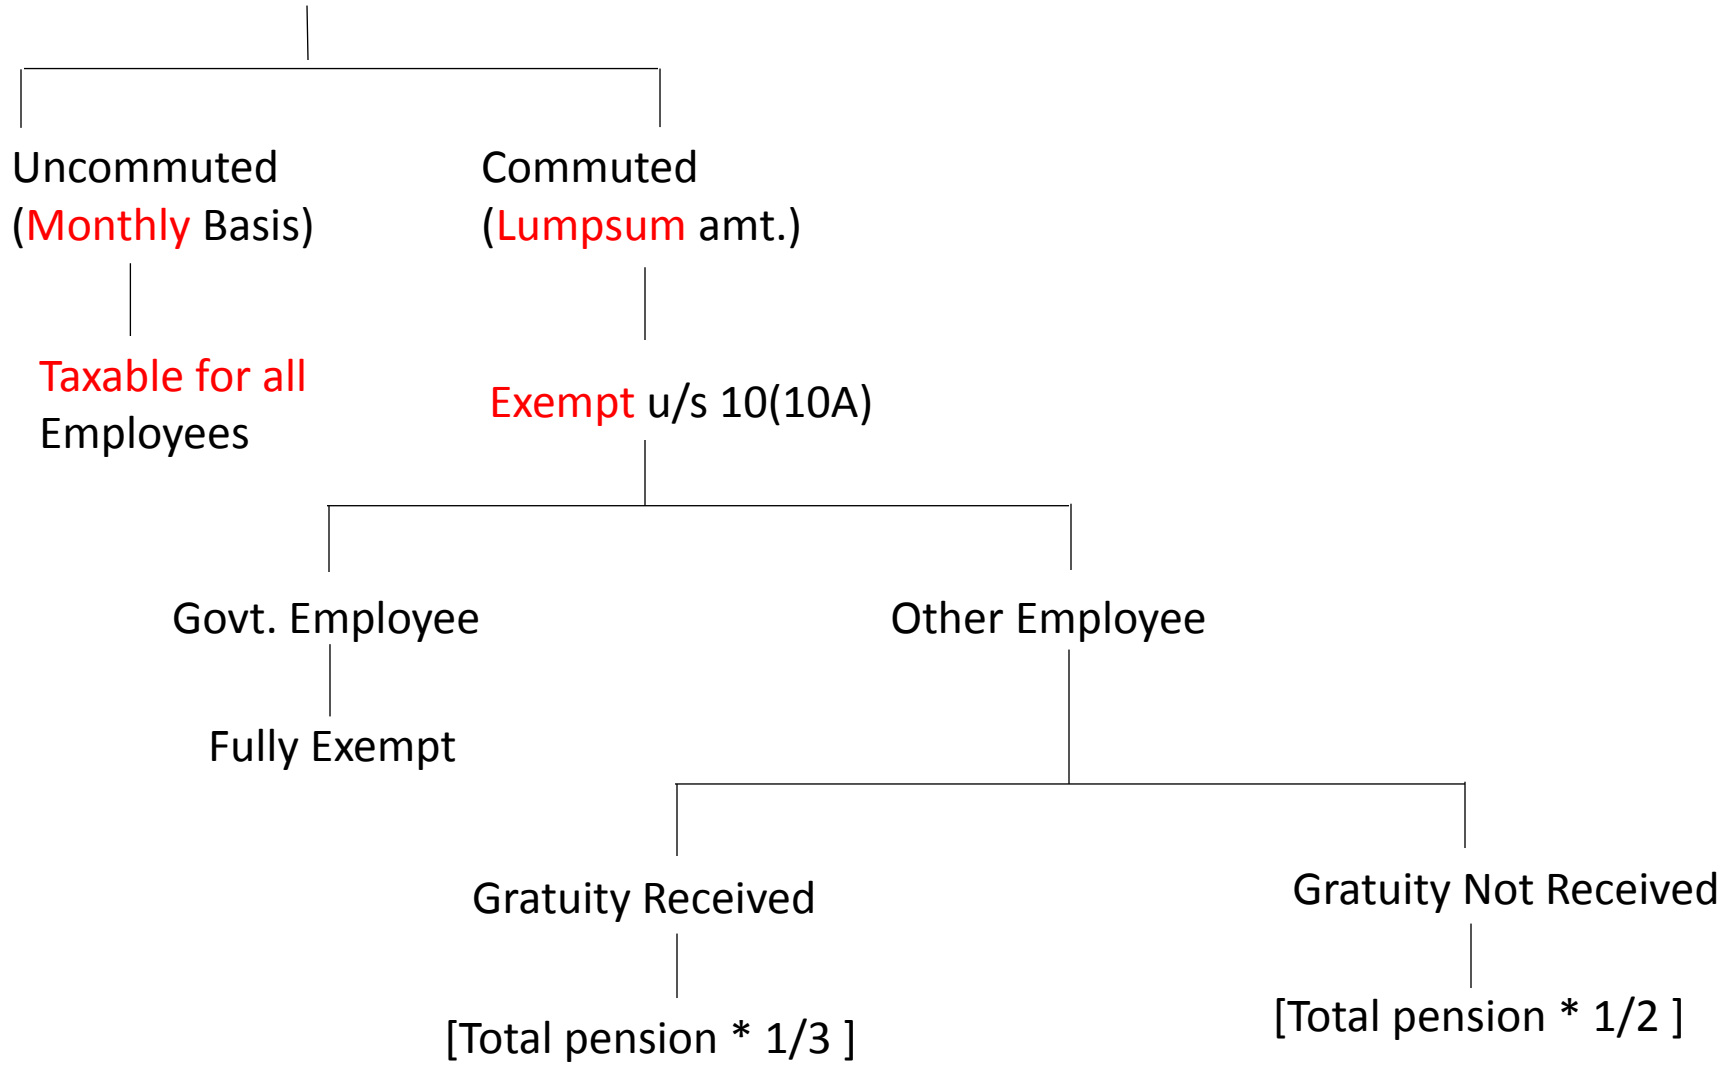 Uncommuted
(Monthly Basis)
Commuted
(Lumpsum amt.)
Taxable for all
Employees
Exempt u/s 10(10A)
Govt. Employee
Other Employee
Fully Exempt
Gratuity Received
Gratuity Not Received
[Total pension * 1/3 ]
[Total pension * 1/2 ]